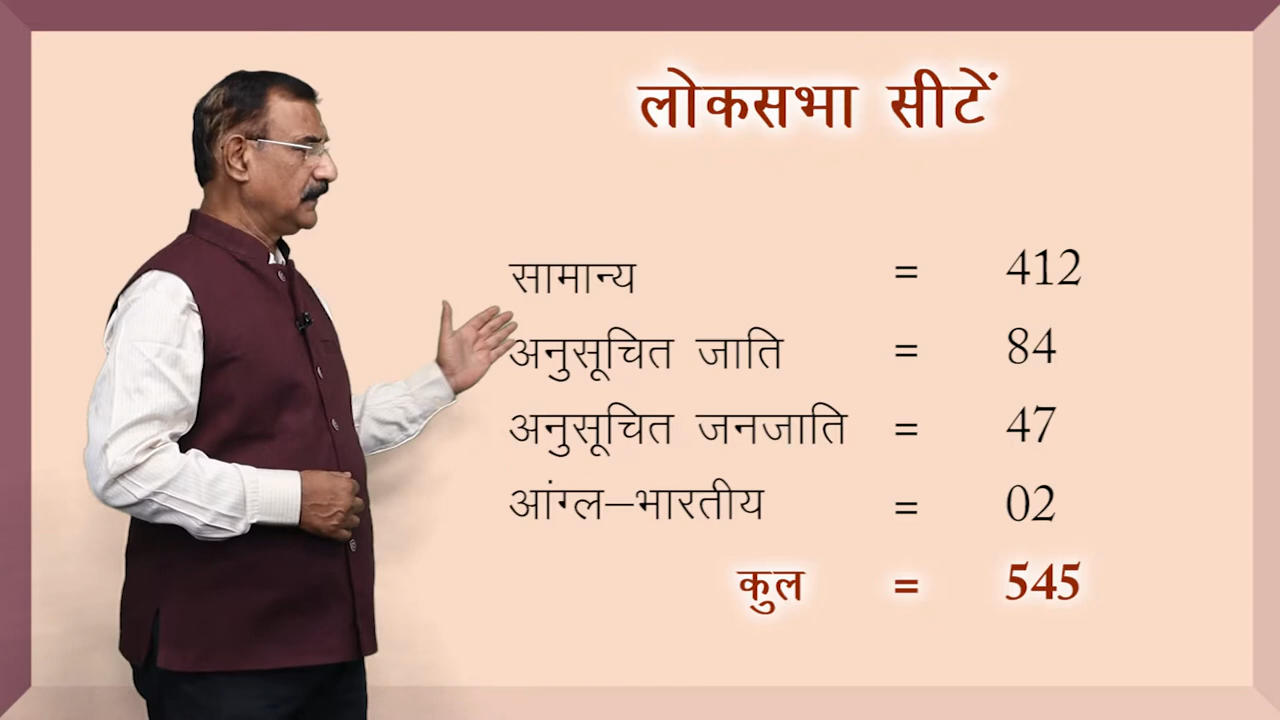 लोकसभा सीटें
सामान्य = 412
अनुसूचित जाति = 84
अनुसूचित जनजाति = 47
आंग्ल–भारतीय = 02
कुल = 545